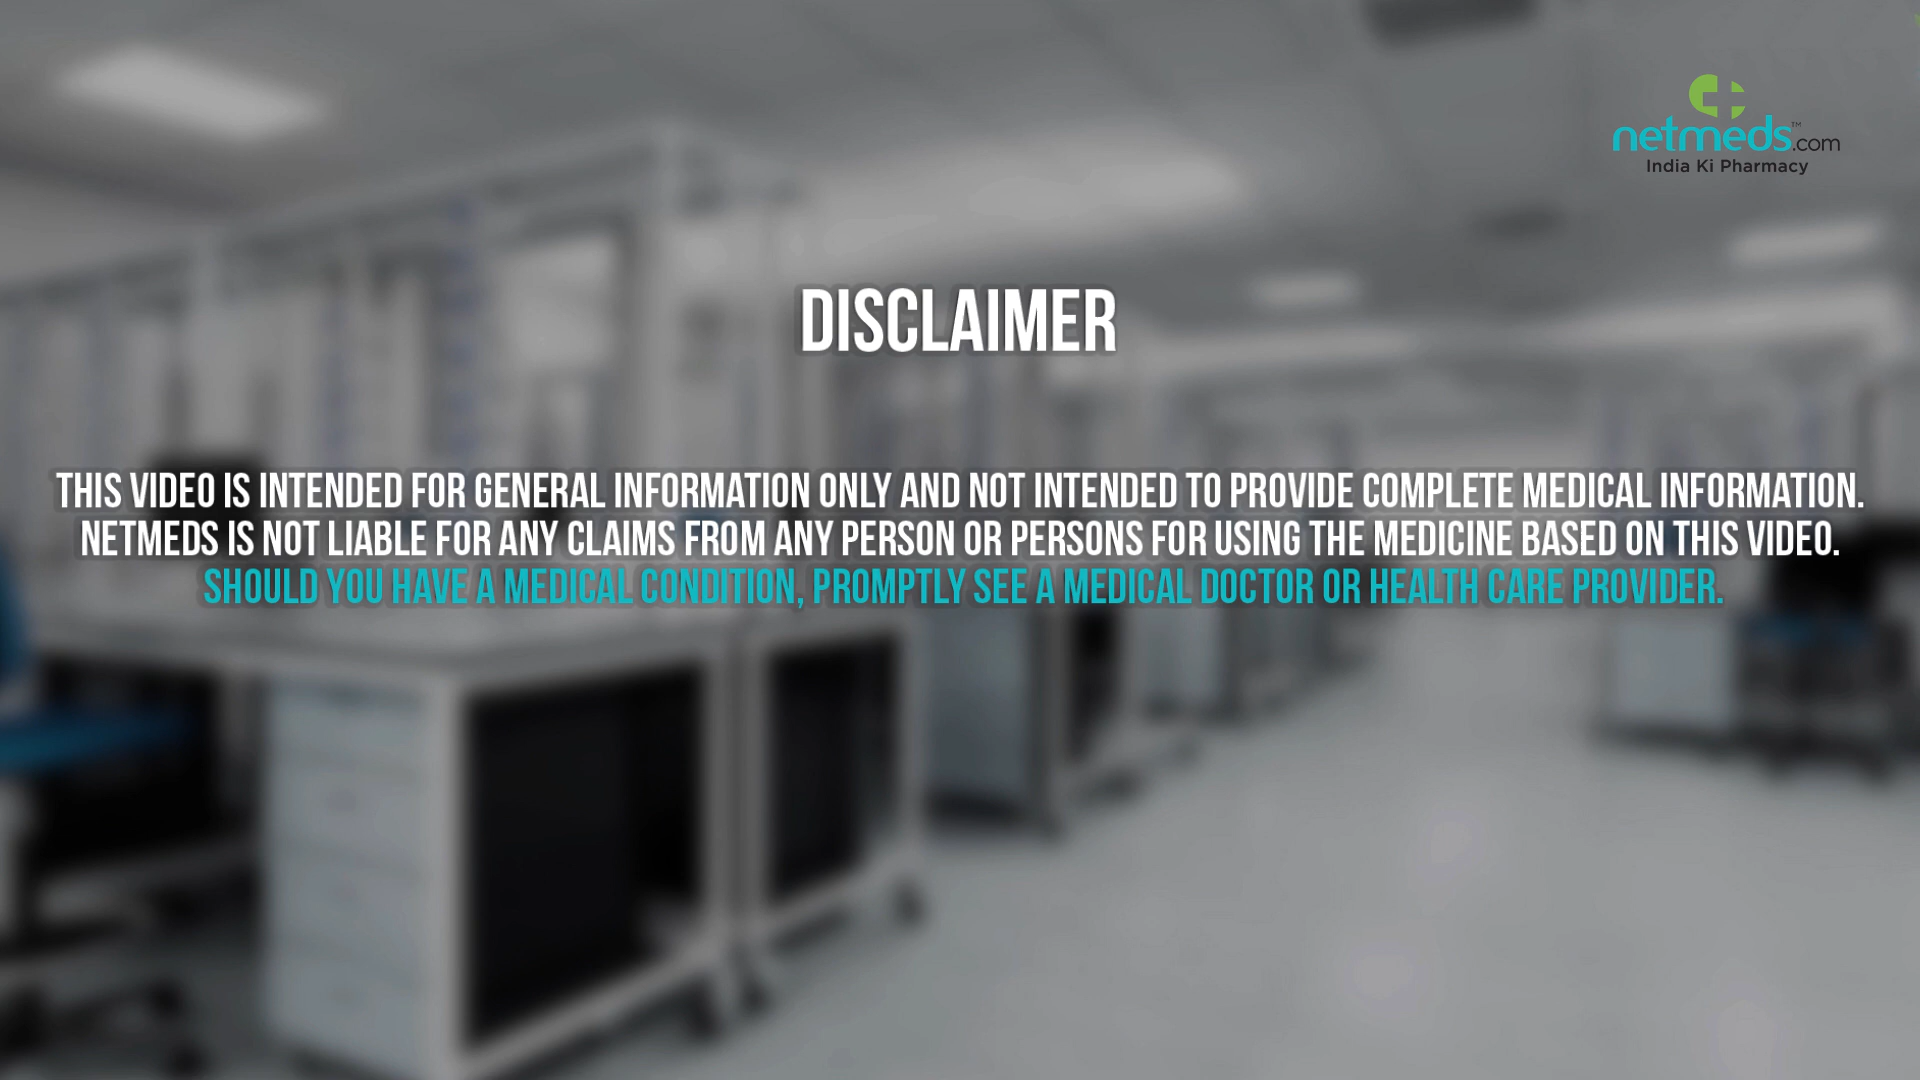 netmeds™.com
India Ki Pharmacy
DISCLAIMER
THIS VIDEO IS INTENDED FOR GENERAL INFORMATION ONLY AND NOT INTENDED TO PROVIDE COMPLETE MEDICAL INFORMATION.
NETMEDS IS NOT LIABLE FOR ANY CLAIMS FROM ANY PERSON OR PERSONS FOR USING THE MEDICINE BASED ON THIS VIDEO.
SHOULD YOU HAVE A MEDICAL CONDITION, PROMPTLY SEE A MEDICAL DOCTOR OR HEALTH CARE PROVIDER.